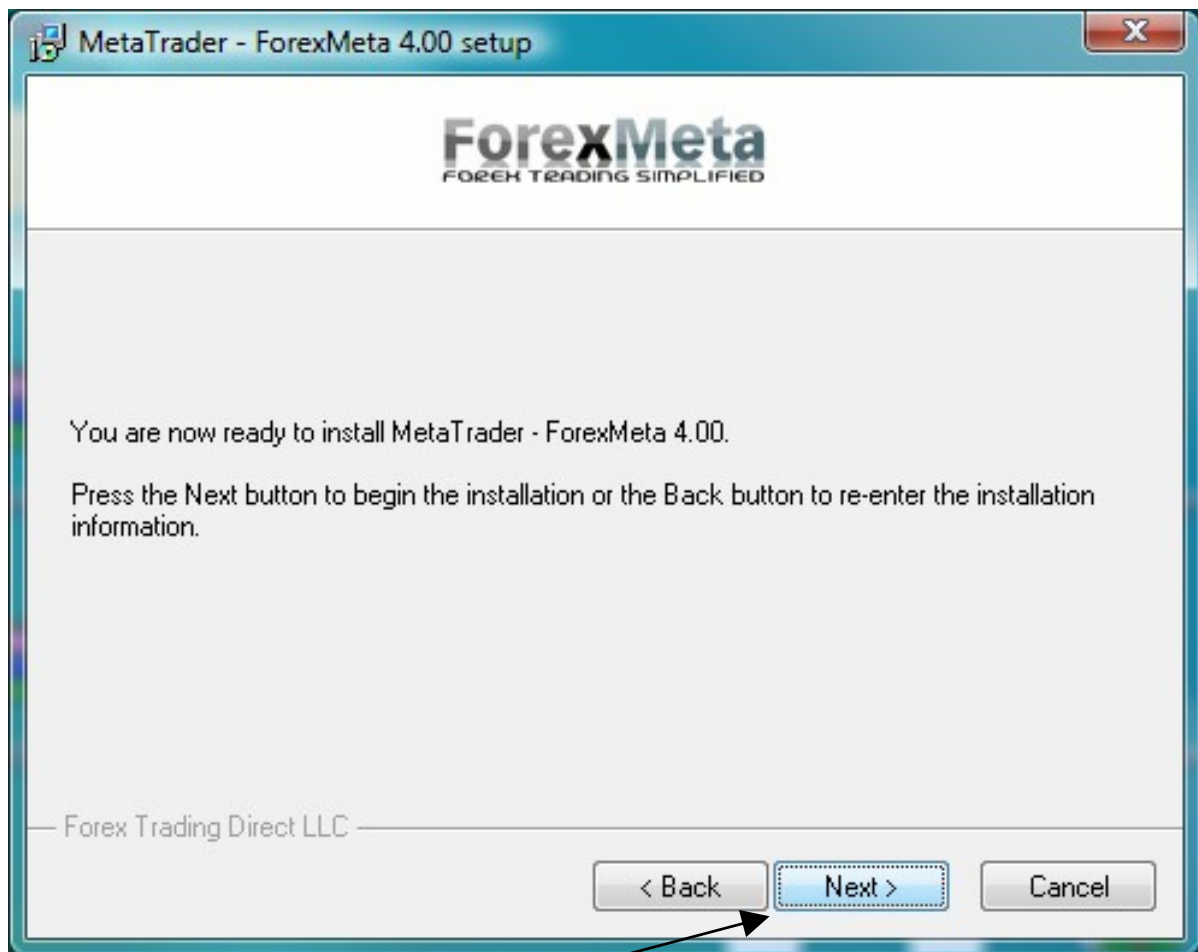 MetaTrader - ForexMeta 4.00 setup
ForexMeta
FOREX TRADING SIMPLIFIED
You are now ready to install MetaTrader - ForexMeta 4.00.
Press the Next button to begin the installation or the Back button to re-enter the installation
information.
Forex Trading Direct LLC
< Back Next > Cancel